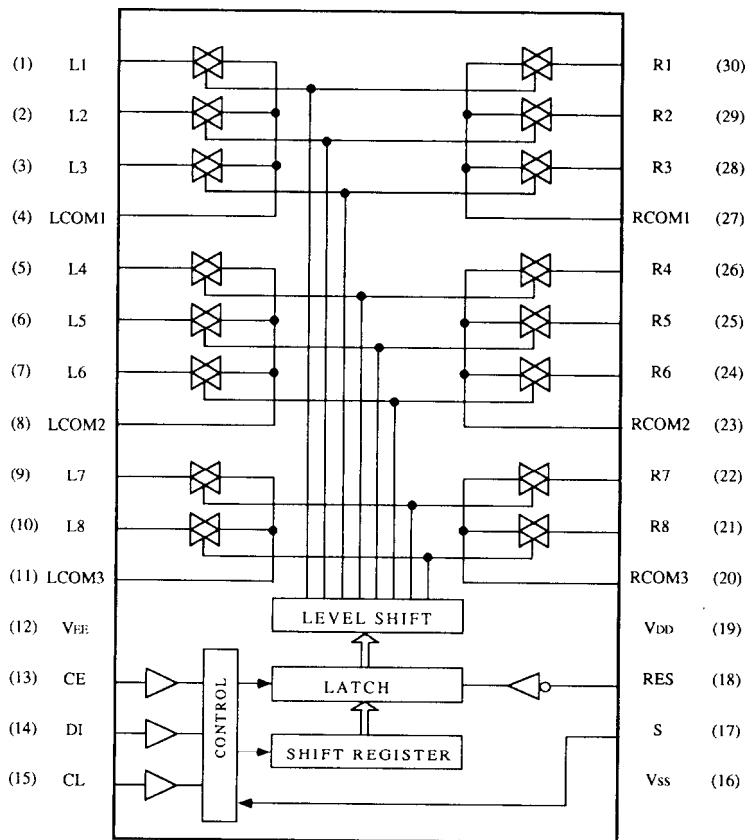 (1) L1 R1 (30)
(2) L2 R2 (29)
(3) L3 R3 (28)
(4) LCOM1 RCOM1 (27)
(5) L4 R4 (26)
(6) L5 R5 (25)
(7) L6 R6 (24)
(8) LCOM2 RCOM2 (23)
(9) L7 R7 (22)
(10) L8 R8 (21)
(11) LCOM3 RCOM3 (20)
LEVEL SHIFT
(12) VEE VDD (19)
(13) CE LATCH RES (18)
CONTROL
(14) DI S (17)
SHIFT REGISTER
(15) CL Vss (16)